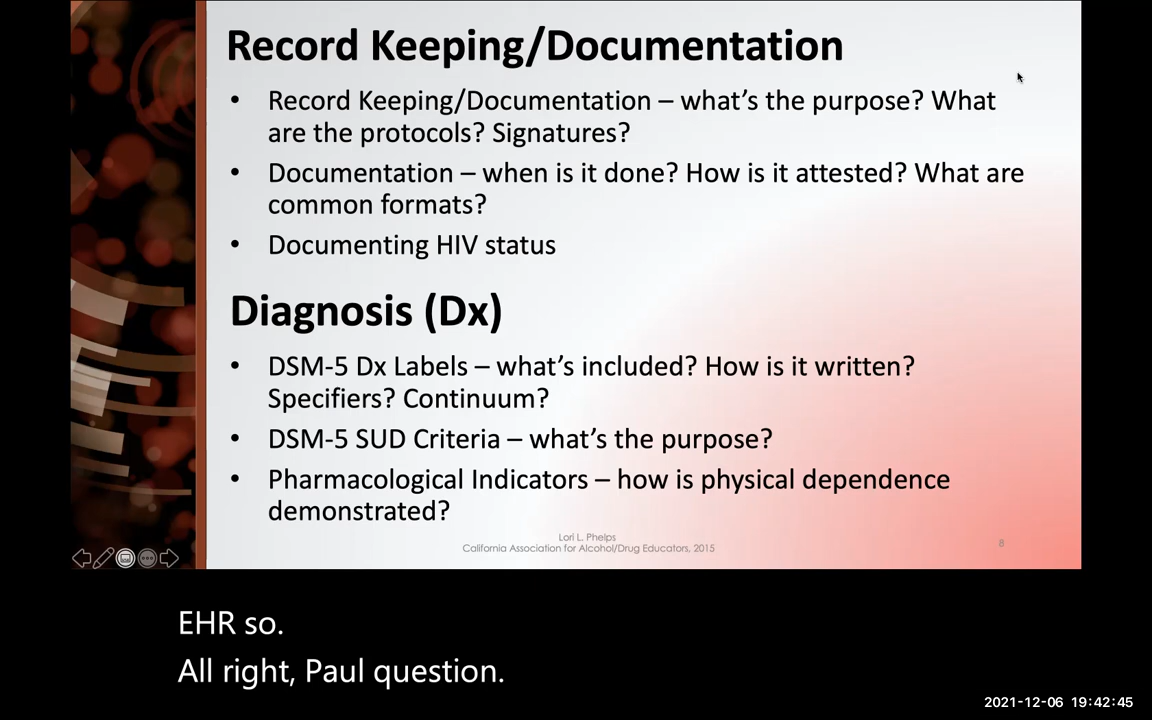 Record Keeping/Documentation
• Record Keeping/Documentation – what’s the purpose? What
are the protocols? Signatures?
• Documentation – when is it done? How is it attested? What are
common formats?
• Documenting HIV status
Diagnosis (Dx)
• DSM-5 Dx Labels – what’s included? How is it written?
Specifiers? Continuum?
• DSM-5 SUD Criteria – what’s the purpose?
• Pharmacological Indicators – how is physical dependence
demonstrated?
Lori L. Phelps
California Association for Alcohol/Drug Educators, 2015
8
EHR so.
All right, Paul question.
2021-12-06 19:42:45